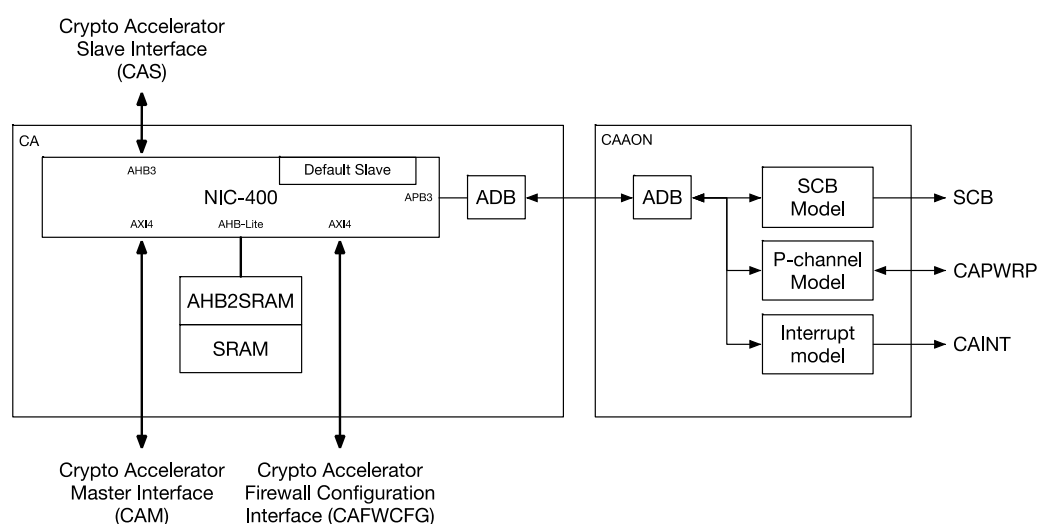 Crypto Accelerator
Slave Interface
(CAS)
CA
CAAON
AHB3
Default Slave
NIC-400
APB3
AXI4
AHB-Lite
AXI4
ADB
ADB
SCB
Model
SCB
P-channel
Model
CAPWRP
Interrupt
model
CAINT
AHB2SRAM
SRAM
Crypto Accelerator
Master Interface
(CAM)
Crypto Accelerator
Firewall Configuration
Interface (CAFWCFG)